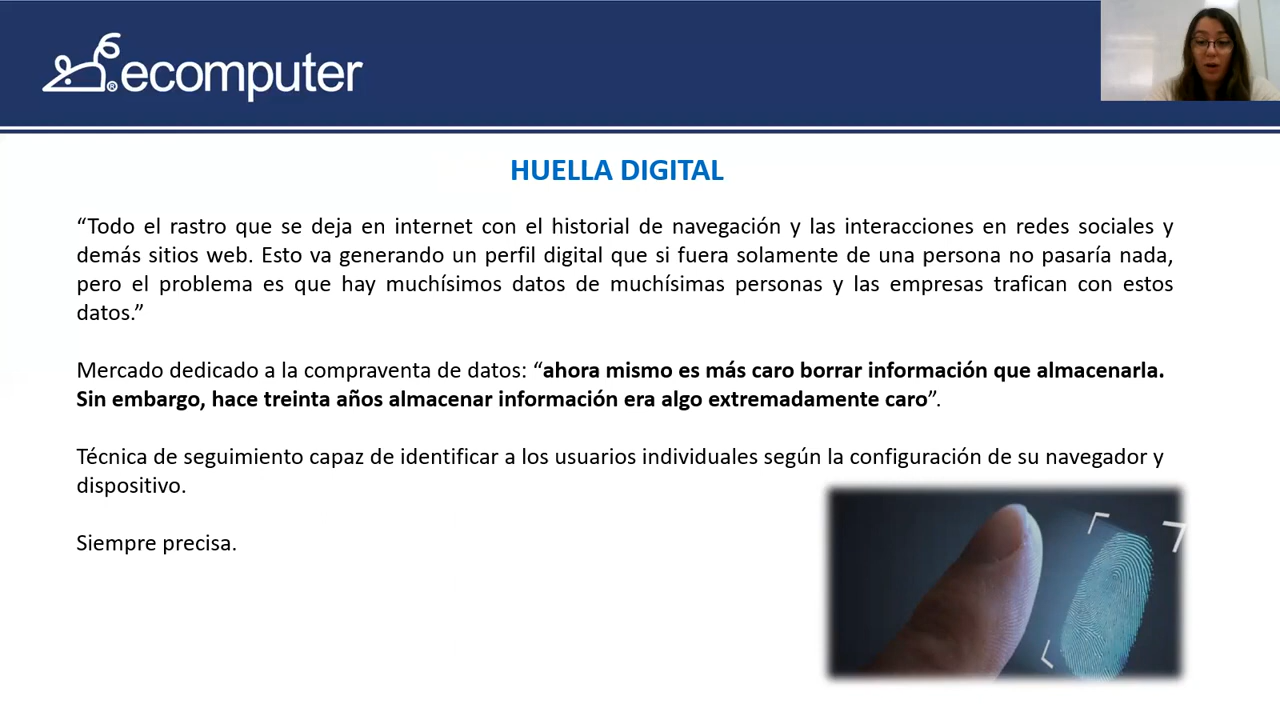 ecomputer
HUELLA DIGITAL
“Todo el rastro que se deja en internet con el historial de navegación y las interacciones en redes sociales y
demás sitios web. Esto va generando un perfil digital que si fuera solamente de una persona no pasaría nada,
pero el problema es que hay muchísimos datos de muchísimas personas y las empresas trafican con estos
datos.”
Mercado dedicado a la compraventa de datos: “ahora mismo es más caro borrar información que almacenarla.
Sin embargo, hace treinta años almacenar información era algo extremadamente caro”.
Técnica de seguimiento capaz de identificar a los usuarios individuales según la configuración de su navegador y
dispositivo.
Siempre precisa.